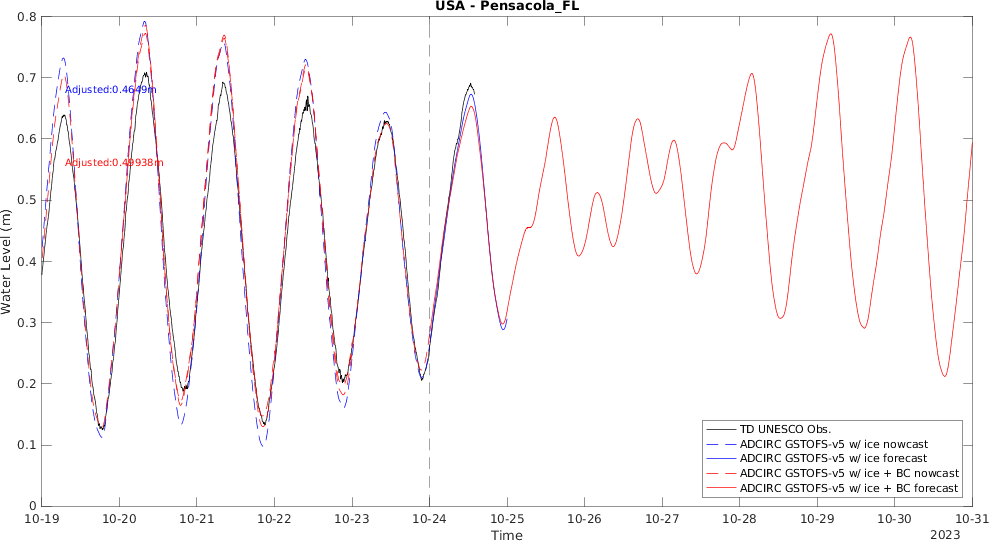 USA - Pensacola_FL
0.8
0.7
0.6
0.5
0.4
0.3
0.2
0.1
0
Water Level (m)
Adjusted:0.4649m
Adjusted:0.49938m
TD UNESCO Obs.
ADCIRC GSTOFS-v5 w/ ice nowcast
ADCIRC GSTOFS-v5 w/ ice forecast
ADCIRC GSTOFS-v5 w/ ice + BC nowcast
ADCIRC GSTOFS-v5 w/ ice + BC forecast
10-19 10-20 10-21 10-22 10-23 10-24 10-25 10-26 10-27 10-28 10-29 10-30 10-31
Time
2023